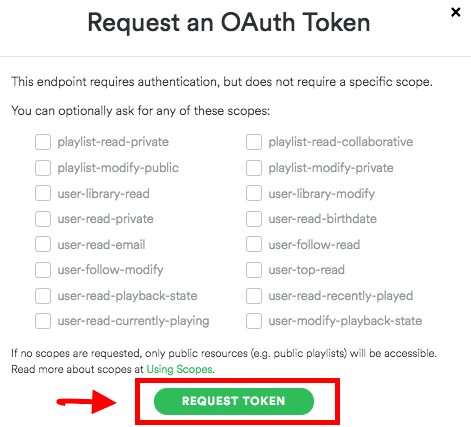 ×
Request an OAuth Token
This endpoint requires authentication, but does not require a specific scope.
You can optionally ask for any of these scopes:
playlist-read-private playlist-read-collaborative
playlist-modify-public playlist-modify-private
user-library-read user-library-modify
user-read-private user-read-birthdate
user-read-email user-follow-read
user-follow-modify user-top-read
user-read-playback-state user-read-recently-played
user-read-currently-playing user-modify-playback-state
If no scopes are requested, only public resources (e.g. public playlists) will be accessible.
Read more about scopes at Using Scopes.
REQUEST TOKEN